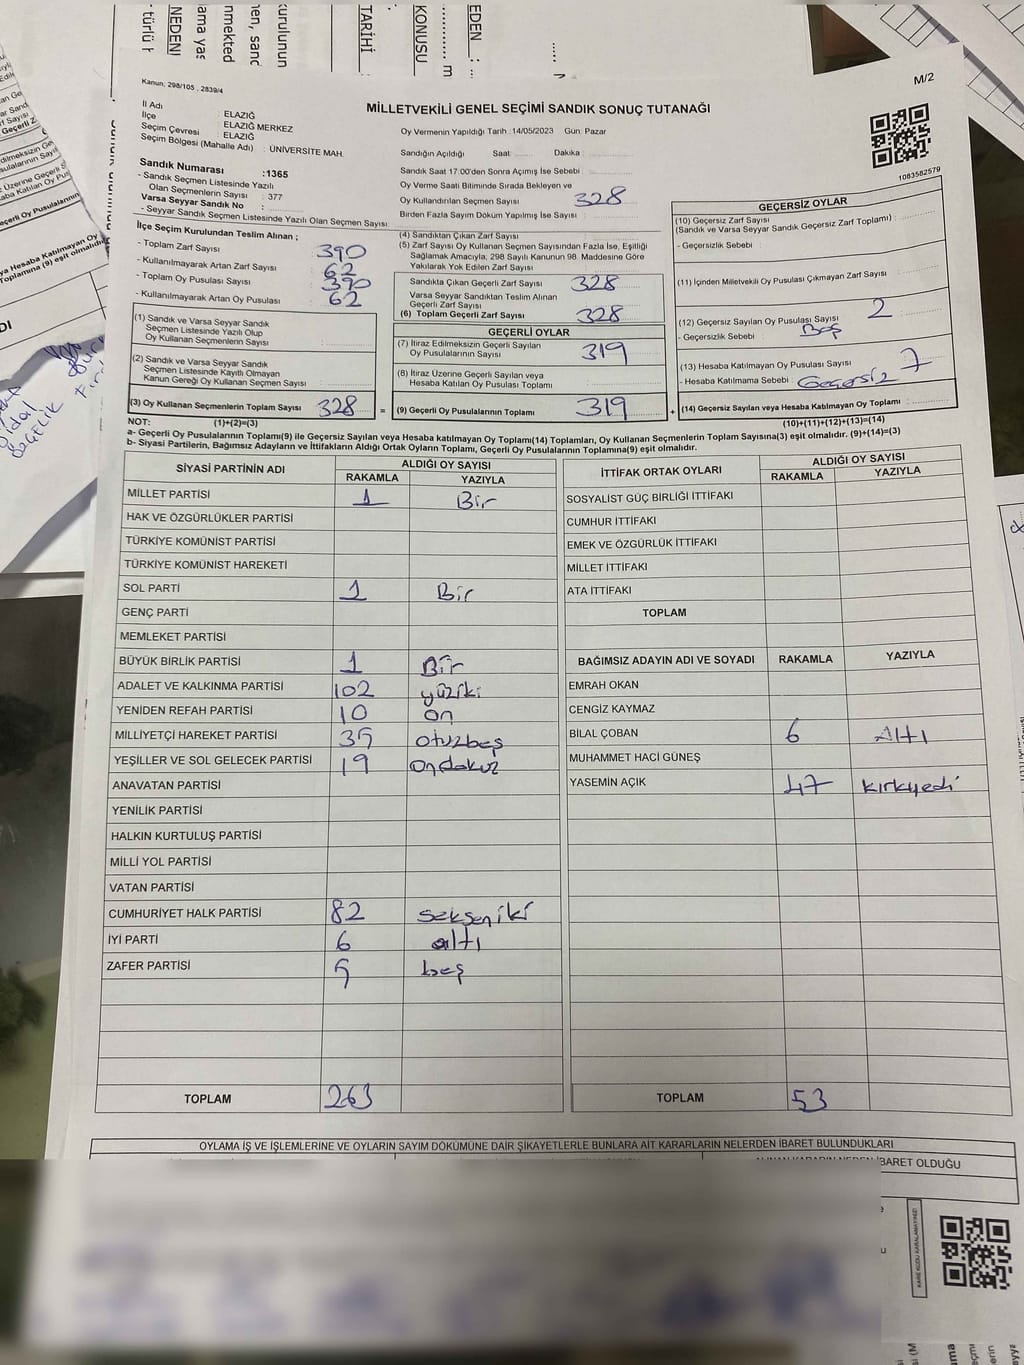 EDEN :
KONUSU
TARİHİ
kurulunun
NEDENİ
türlü
Kanun; 298/105 , 2839/4
M/2
MİLLETVEKİLİ GENEL SEÇİMİ SANDIK SONUÇ TUTANAĞI
İl Adı : ELAZIĞ
İlçe : ELAZIĞ MERKEZ
Seçim Çevresi : ELAZIĞ
Seçim Bölgesi (Mahalle Adı) : ÜNİVERSİTE MAH.
Sandık Numarası :1365
- Sandık Seçmen Listesinde Yazılı
Olan Seçmenlerin Sayısı : 377
Varsa Seyyar Sandık No :
- Seyyar Sandık Seçmen Listesinde Yazılı Olan Seçmen Sayısı:
Oy Vermenin Yapıldığı Tarih :14/05/2023 Gün: Pazar
Sandığın Açıldığı Saat: Dakika:
Sandık Saat 17:00'den Sonra Açımış İse Sebebi :
Oy Verme Saati Bitiminde Sırada Bekleyen ve
Oy Kullandırılan Seçmen Sayısı 328
Birden Fazla Sayım Döküm Yapılmış İse Sayısı :
1083582579
İlçe Seçim Kurulundan Teslim Alınan ;
- Toplam Zarf Sayısı 390
- Kullanılmayarak Artan Zarf Sayısı 62
- Toplam Oy Pusulası Sayısı 390
- Kullanılmayarak Artan Oy Pusulası 62
(1) Sandık ve Varsa Seyyar Sandık
Seçmen Listesinde Yazılı Olup
Oy Kullanan Seçmenlerin Sayısı :
(2) Sandık ve Varsa Seyyar Sandık
Seçmen Listesinde Kayıtlı Olmayan
Kanun Gereği Oy Kullanan Seçmen Sayısı :
(3) Oy Kullanan Seçmenlerin Toplam Sayısı 328 =
(4) Sandıktan Çıkan Zarf Sayısı
(5) Zarf Sayısı Oy Kullanan Seçmen Sayısından Fazla İse, Eşitliği
Sağlamak Amacıyla, 298 Sayılı Kanunun 98. Maddesine Göre
Yakılarak Yok Edilen Zarf Sayısı
Sandıkta Çıkan Geçerli Zarf Sayısı 328
Varsa Seyyar Sandıktan Teslim Alınan
Geçerli Zarf Sayısı
(6) Toplam Geçerli Zarf Sayısı 328
GEÇERLİ OYLAR
(7) İtiraz Edilmeksizin Geçerli Sayılan
Oy Pusulalarının Sayısı 319
(8) İtiraz Üzerine Geçerli Sayılan veya
Hesaba Katılan Oy Pusulası Toplamı
(9) Geçerli Oy Pusulalarının Toplamı 319 +
GEÇERSİZ OYLAR
(10) Geçersiz Zarf Sayısı
(Sandık ve Varsa Seyyar Sandık Geçersiz Zarf Toplamı) :
- Geçersizlik Sebebi :
(11) İçinden Milletvekili Oy Pusulası Çıkmayan Zarf Sayısı
(12) Geçersiz Sayılan Oy Pusulası Sayısı 2
- Geçersizlik Sebebi : Boş
(13) Hesaba Katılmayan Oy Pusulası Sayısı 7
- Hesaba Katılmama Sebebi : Geçersiz
(14) Geçersiz Sayılan veya Hesaba Katılmayan Oy Toplamı
NOT: (1)+(2)=(3) (10)+(11)+(12)+(13)=(14)
a- Geçerli Oy Pusulalarının Toplamı(9) ile Geçersiz Sayılan veya Hesaba katılmayan Oy Toplamı(14) Toplamları, Oy Kullanan Seçmenlerin Toplam Sayısına(3) eşit olmalıdır. (9)+(14)=(3)
b- Siyasi Partilerin, Bağımsız Adayların ve İttifakların Aldığı Ortak Oyların Toplamı, Geçerli Oy Pusulalarının Toplamına(9) eşit olmalıdır.
SİYASİ PARTİNİN ADI ALDIĞI OY SAYISI
RAKAMLA YAZIYLA
MİLLET PARTİSİ 1 Bir
HAK VE ÖZGÜRLÜKLER PARTİSİ
TÜRKİYE KOMÜNİST PARTİSİ
TÜRKİYE KOMÜNİST HAREKETİ
SOL PARTİ 1 Bir
GENÇ PARTİ
MEMLEKET PARTİSİ
BÜYÜK BİRLİK PARTİSİ 1 Bir
ADALET VE KALKINMA PARTİSİ 102 yüziki
YENİDEN REFAH PARTİSİ 10 on
MİLLİYETÇİ HAREKET PARTİSİ 35 otuzbeş
YEŞİLLER VE SOL GELECEK PARTİSİ 19 ondokuz
ANAVATAN PARTİSİ
YENİLİK PARTİSİ
HALKIN KURTULUŞ PARTİSİ
MİLLİ YOL PARTİSİ
VATAN PARTİSİ
CUMHURİYET HALK PARTİSİ 82 sekseniki
İYİ PARTİ 6 altı
ZAFER PARTİSİ 5 beş
TOPLAM 263
İTTİFAK ORTAK OYLARI ALDIĞI OY SAYISI
RAKAMLA YAZIYLA
SOSYALİST GÜÇ BİRLİĞİ İTTİFAKI
CUMHUR İTTİFAKI
EMEK VE ÖZGÜRLÜK İTTİFAKI
MİLLET İTTİFAKI
ATA İTTİFAKI
TOPLAM
BAĞIMSIZ ADAYIN ADI VE SOYADI RAKAMLA YAZIYLA
EMRAH OKAN
CENGİZ KAYMAZ
BİLAL ÇOBAN 6 Altı
MUHAMMET HACİ GÜNEŞ
YASEMİN AÇIK 47 kırkyedi
TOPLAM 53
OYLAMA İŞ VE İŞLEMLERİNE VE OYLARIN SAYIM DÖKÜMÜNE DAİR ŞİKAYETLERLE BUNLARA AİT KARARLARIN NELERDEN İBARET BULUNDUKLARI
İBARET OLDUĞU
KARE KODU KARALAMAYINIZ!